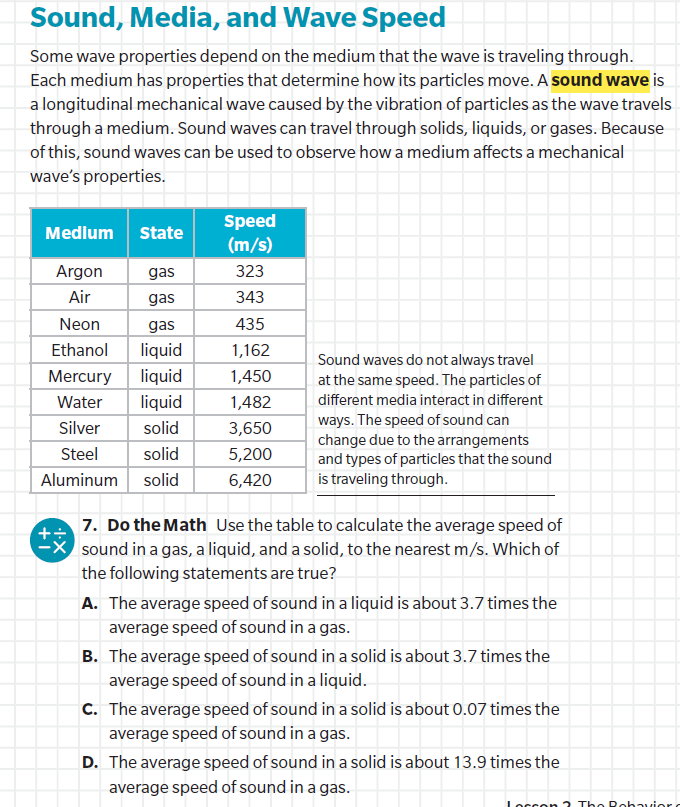 Sound, Media, and Wave Speed
Some wave properties depend on the medium that the wave is traveling through.
Each medium has properties that determine how its particles move. A sound wave is
a longitudinal mechanical wave caused by the vibration of particles as the wave travels
through a medium. Sound waves can travel through solids, liquids, or gases. Because
of this, sound waves can be used to observe how a medium affects a mechanical
wave's properties.
Medium State Speed (m/s)
Argon gas 323
Air gas 343
Neon gas 435
Ethanol liquid 1,162
Mercury liquid 1,450
Water liquid 1,482
Silver solid 3,650
Steel solid 5,200
Aluminum solid 6,420
Sound waves do not always travel
at the same speed. The particles of
different media interact in different
ways. The speed of sound can
change due to the arrangements
and types of particles that the sound
is traveling through.
+ ÷ − ×
7. Do the Math Use the table to calculate the average speed of
sound in a gas, a liquid, and a solid, to the nearest m/s. Which of
the following statements are true?
A. The average speed of sound in a liquid is about 3.7 times the
average speed of sound in a gas.
B. The average speed of sound in a solid is about 3.7 times the
average speed of sound in a liquid.
C. The average speed of sound in a solid is about 0.07 times the
average speed of sound in a gas.
D. The average speed of sound in a solid is about 13.9 times the
average speed of sound in a gas.
Lesson 2 The Behavior